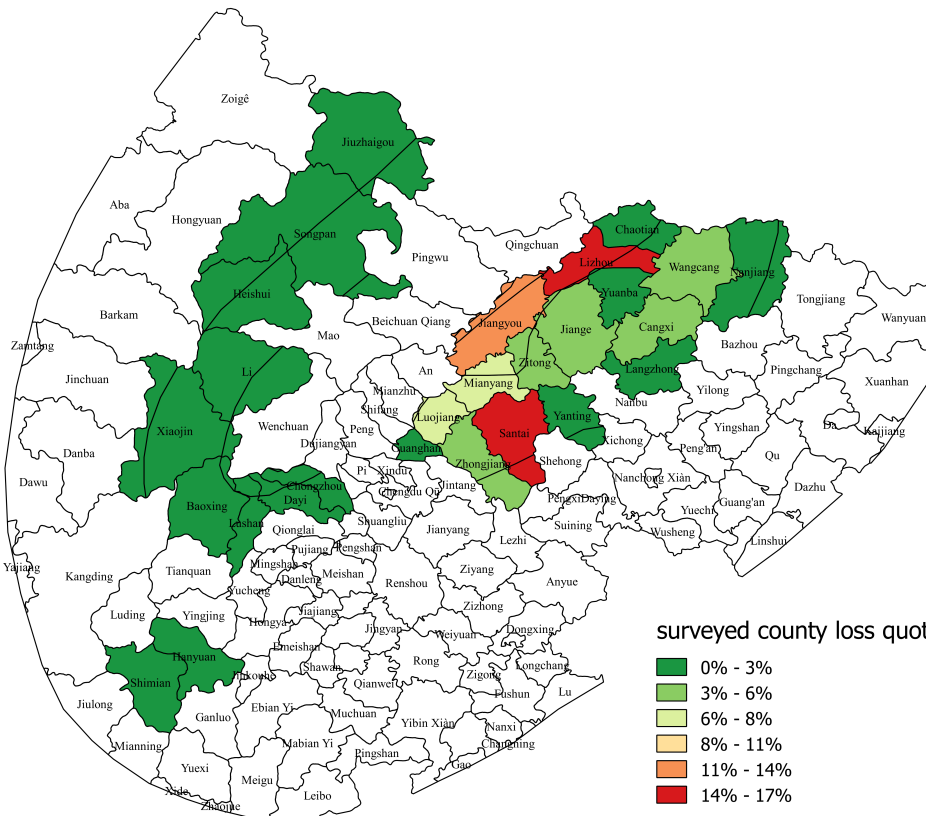 Zoigê
Jiuzhaigou
Aba
Hongyuan
Songpan
Chaotian
Qingchuan
Pingwu
Lizhou
Wangcang
Nanjiang
Heishui
Yuanba
Tongjiang
Barkam
Beichuan Qiang
Jiangyou
Jiange
Cangxi
Wanyuan
Mao
Bazhou
Zamtang
Zitong
Langzhong
Pingchang
Jinchuan
Li
An
Mianyang
Xuanhan
Mianzhu
Yilong
Shifang
Nanbu
Luojiang
Yanting
Wenchuan
Yingshan
Da
Kaijiang
Xiaojin
Peng
Santai
Dujiangyan
Xichong
Danba
Guanghan
Peng'an
Qu
Zhongjiang
Shehong
Pi
Xindu
Dawu
Nanchong Xiàn
Jintang
Chongzhou
Chengdu Qu
Dazhu
Dayi
PengxiDaying
Guang'an
Baoxing
Yuechi
Lushan
Shuangliu
Suining
Qionglai
Jianyang
Wusheng
Lezhi
Linshui
Pujiang
Pengshan
Mingshan
Yajiang
Tianquan
Ziyang
Kangding
Danleng
Meishan
Renshou
Anyue
Yucheng
Zizhong
Luding
Yingjing
Jiajiang
Hongya
Jingyan
Dongxing
Weiyuan
Emeishan
Hanyuan
Rong
Shawan
Longchang
Jinkouhe
Zigong
Shimian
Qianwei
Lu
Fushun
Jiulong
Ebian Yi
Muchuan
Ganluo
Yibin Xiàn
Nanxi
Mianning
Mabian Yi
Changning
Pingshan
Yuexi
Gao
Meigu
Xide
Leibo
Zhaojue
surveyed county loss quot
0% - 3%
3% - 6%
6% - 8%
8% - 11%
11% - 14%
14% - 17%